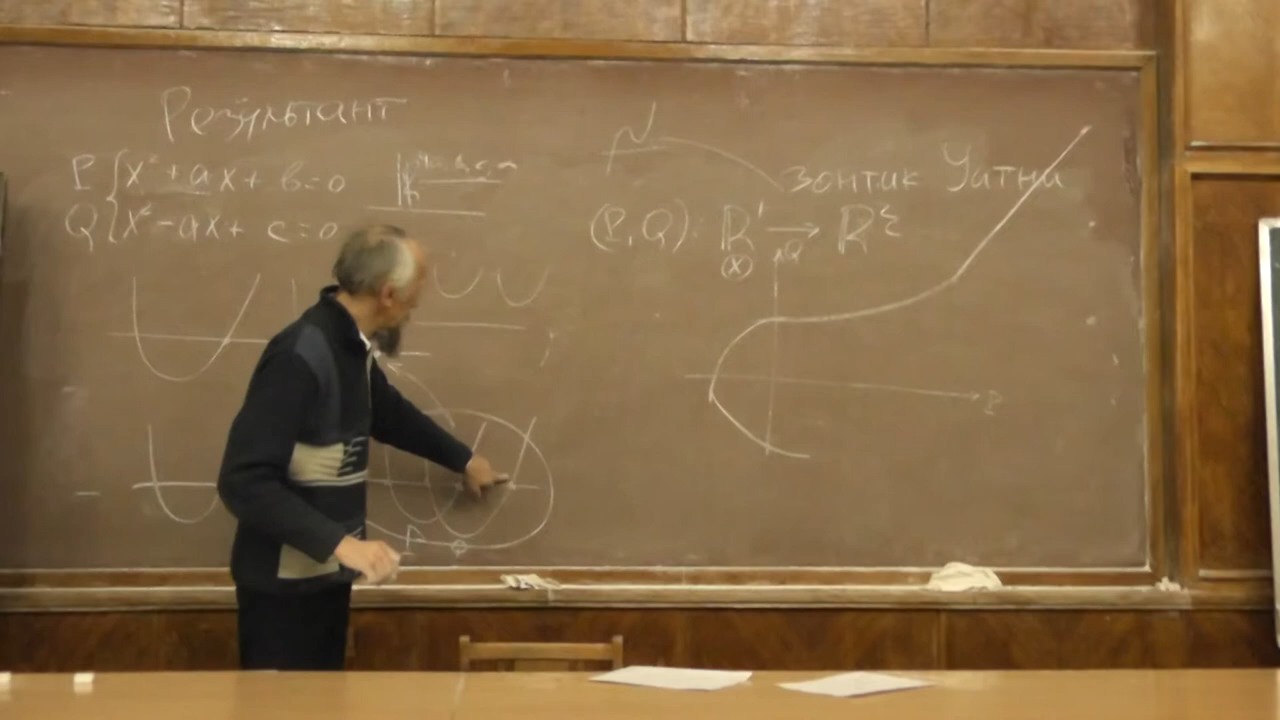 Результант
P { x² + ax + b = 0
Q { x² - ax + c = 0
зонтик Уитни
(P, Q): ℝ¹ → ℝ²
(x)
Q
P